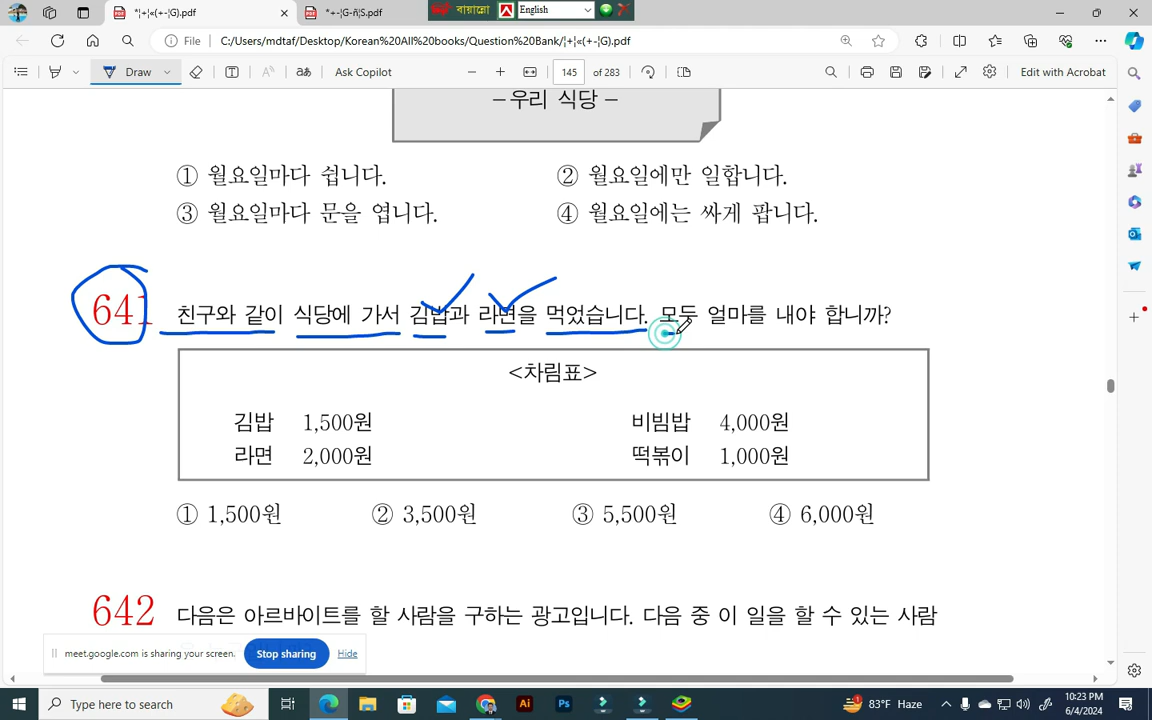 *¦+¦«(+-¦G).pdf
*+-¦G-ñ¦S.pdf
English
File
C:/Users/mdtaf/Desktop/Korean%20All%20books/Question%20Bank/¦+¦«(+-¦G).pdf
Draw
Ask Copilot
145 of 283
Edit with Acrobat
-우리 식당-
① 월요일마다 쉽니다. ② 월요일에만 일합니다.
③ 월요일마다 문을 엽니다. ④ 월요일에는 싸게 팝니다.
641 친구와 같이 식당에 가서 김밥과 라면을 먹었습니다. 모두 얼마를 내야 합니까?
<차림표>
김밥 1,500원 비빔밥 4,000원
라면 2,000원 떡볶이 1,000원
① 1,500원 ② 3,500원 ③ 5,500원 ④ 6,000원
642 다음은 아르바이트를 할 사람을 구하는 광고입니다. 다음 중 이 일을 할 수 있는 사람
meet.google.com is sharing your screen. Stop sharing Hide
Type here to search
83°F Haze
10:23 PM
6/4/2024